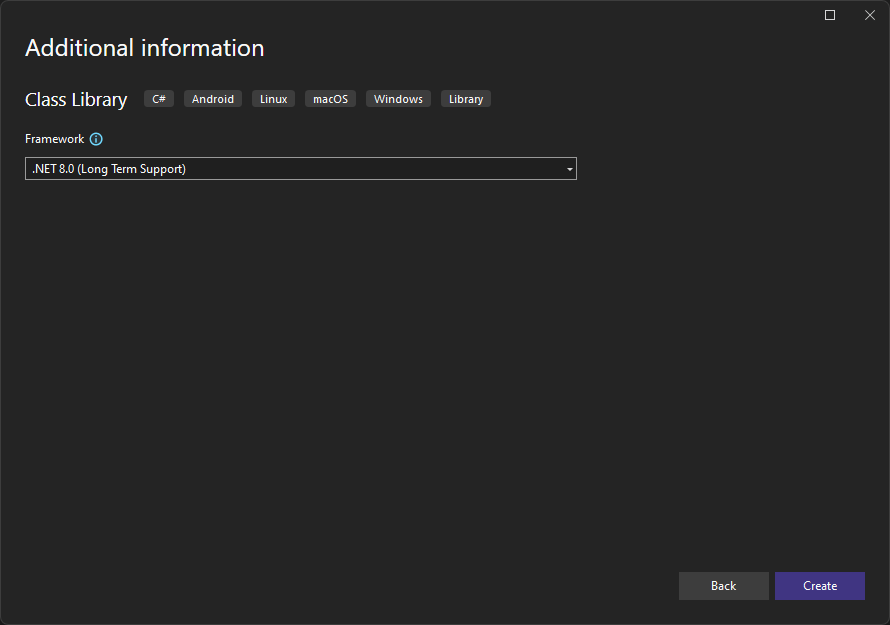 Additional information
Class Library C# Android Linux macOS Windows Library
Framework
.NET 8.0 (Long Term Support)
Back Create